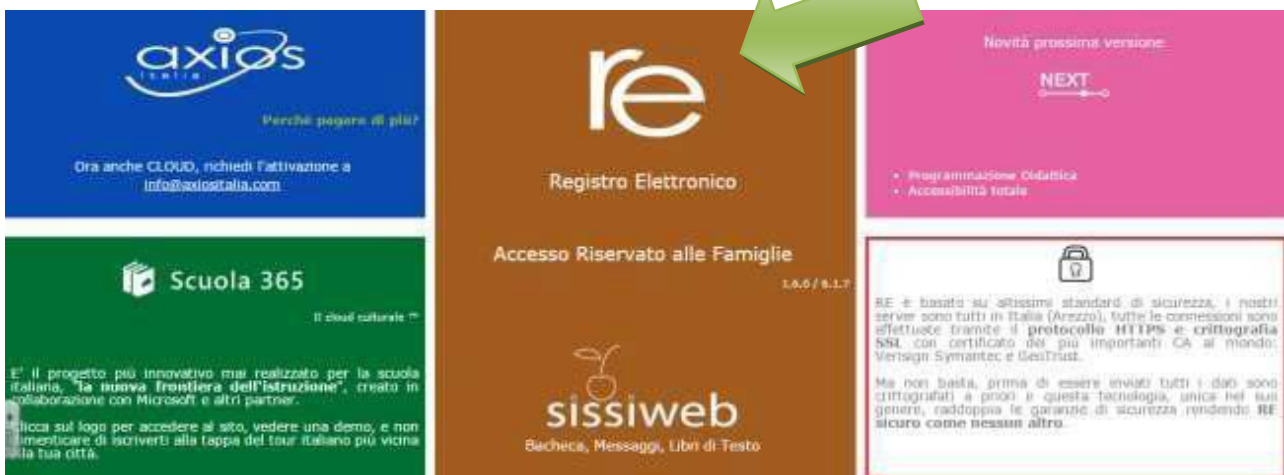 axios
italia
Perché pagare di più?
Ora anche CLOUD, richiedi l'attivazione a
info@axiositalia.com
Scuola 365
Il cloud culturale ™
E' il progetto più innovativo mai realizzato per la scuola
italiana, "la nuova frontiera dell'istruzione", creato in
collaborazione con Microsoft e altri partner.
Clicca sul logo per accedere al sito, vedere una demo, e non
dimenticare di iscriverti alla tappa del tour italiano più vicina
alla tua città.
re
Registro Elettronico
Accesso Riservato alle Famiglie
sissiweb
Bacheca, Messaggi, Libri di Testo
Novità prossima versione
NEXT
• Programmazione Didattica
• Accessibilità totale
RE è basato su altissimi standard di sicurezza, i nostri
server sono tutti in Italia (Arezzo), tutte le connessioni sono
effettuate tramite il protocollo HTTPS e crittografia
SSL con certificato dei più importanti CA al mondo:
Verisign Symantec e GeoTrust.
Ma non basta, prima di essere inviati tutti i dati sono
crittografati a priori e questa tecnologia, unica nel suo
genere, raddoppia le garanzie di sicurezza rendendo RE
sicuro come nessun altro.